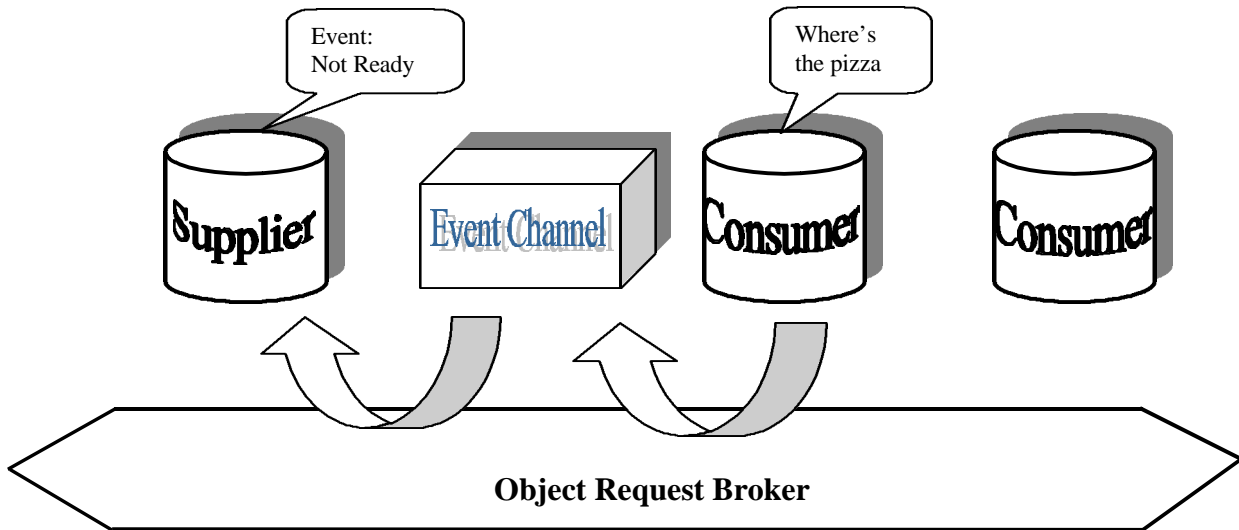 Event:
Not Ready
Where's
the pizza
Supplier
Event Channel
Consumer
Consumer
Object Request Broker